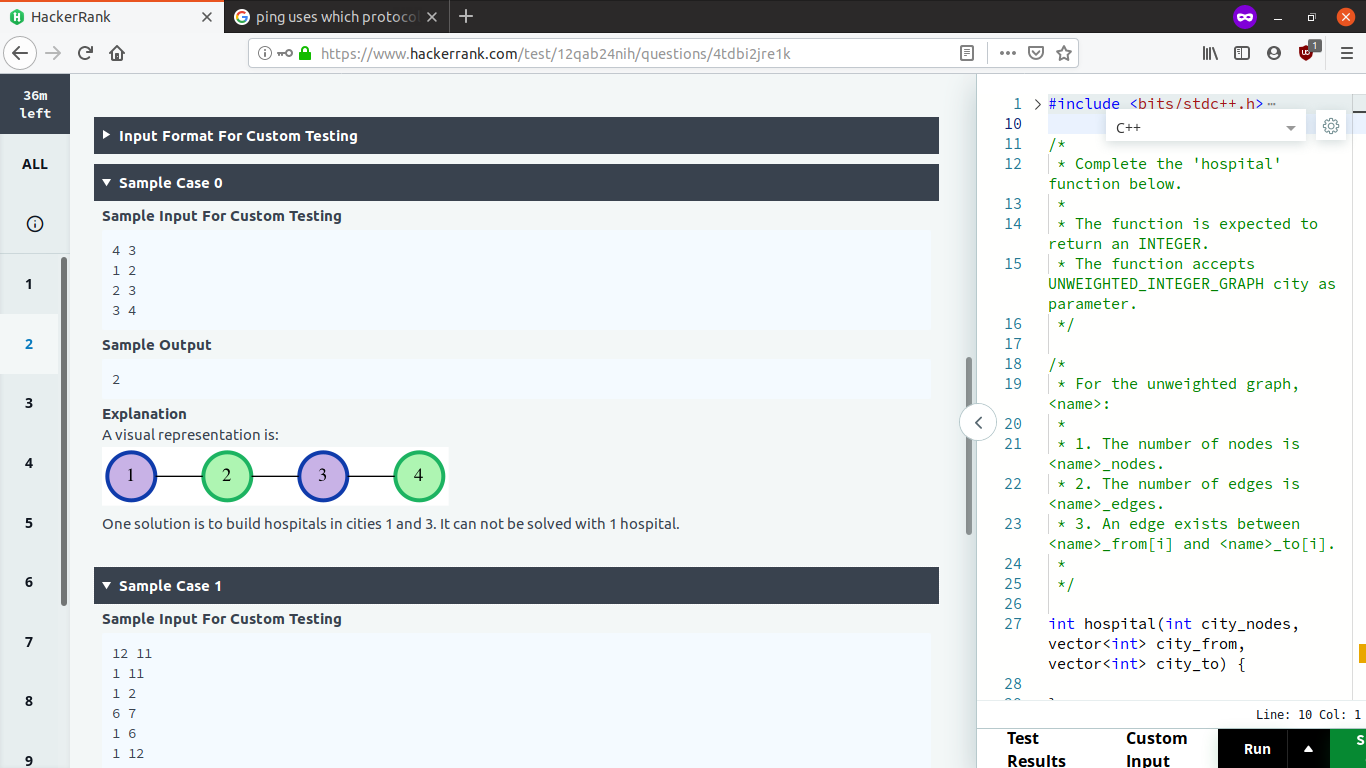 HackerRank
ping uses which protoco
https://www.hackerrank.com/test/12qab24nih/questions/4tdbi2jre1k
1
36m
left
ALL
1
2
3
4
5
6
7
8
9
Input Format For Custom Testing
Sample Case 0
Sample Input For Custom Testing
4 3
1 2
2 3
3 4
Sample Output
2
Explanation
A visual representation is:
1 2 3 4
One solution is to build hospitals in cities 1 and 3. It can not be solved with 1 hospital.
Sample Case 1
Sample Input For Custom Testing
12 11
1 11
1 2
6 7
1 6
1 12
C++
1 #include <bits/stdc++.h>
10
11 /*
12 * Complete the 'hospital'
function below.
13 *
14 * The function is expected to
return an INTEGER.
15 * The function accepts
UNWEIGHTED_INTEGER_GRAPH city as
parameter.
16 */
17
18 /*
19 * For the unweighted graph,
<name>:
20 *
21 * 1. The number of nodes is
<name>_nodes.
22 * 2. The number of edges is
<name>_edges.
23 * 3. An edge exists between
<name>_from[i] and <name>_to[i].
24 *
25 */
26
27 int hospital(int city_nodes,
vector<int> city_from,
vector<int> city_to) {
28
Line: 10 Col: 1
Test
Results
Custom
Input
Run
S